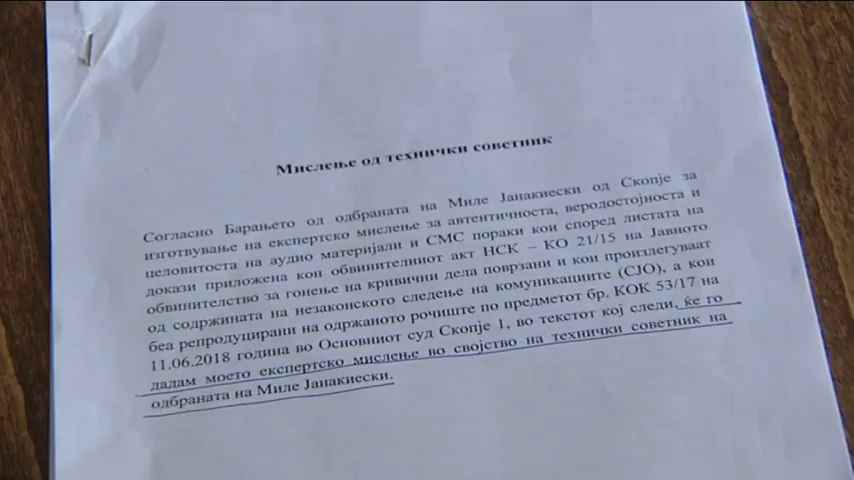 Мислење од технички советник
Согласно Барањето од одбраната на Миле Јанакиески од Скопје за
изготвување на експертско мислење за автентичноста, веродостојноста и
целовитоста на аудио материјали и СМС пораки кои според листата на
докази приложена кон обвинителниот акт НСК – КО 21/15 на Јавното
обвинителство за гонење на кривични дела поврзани и кои произлегуваат
од содржината на незаконското следење на комуникациите (СЈО), а кои
беа репродуцирани на одржаното рочиште по предметот бр. КОК 53/17 на
11.06.2018 година во Основниот суд Скопје 1, во текстот кој следи, ќе го
дадам моето експертско мислење во својство на технички советник на
одбраната на Миле Јанакиески.